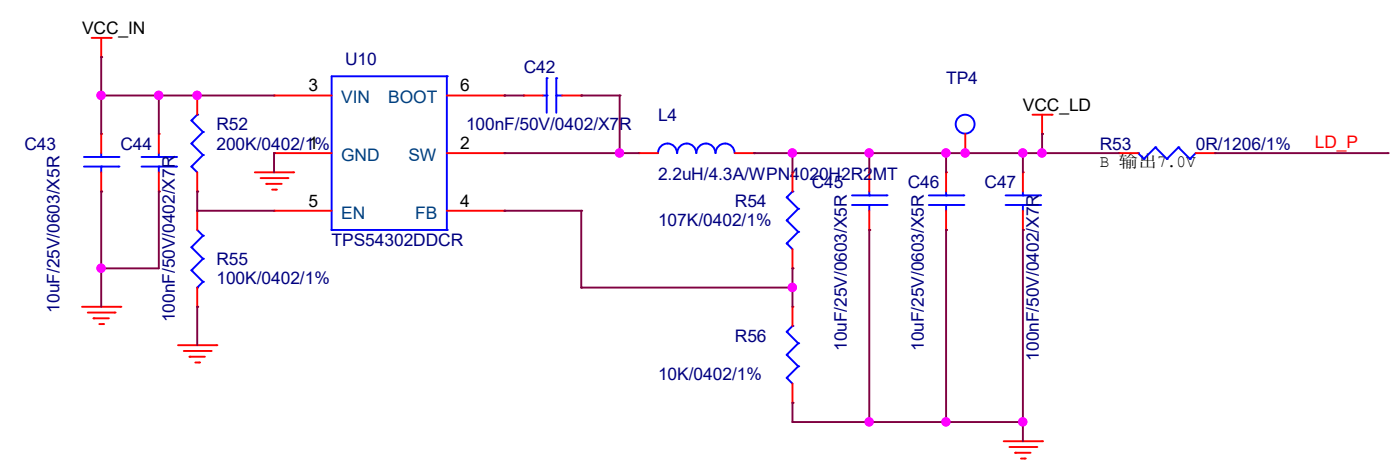 VCC_IN
U10
C42
TP4
3
VIN
BOOT
6
VCC_LD
R52
200K/0402/1%
100nF/50V/0402/X7R
L4
C43
C44
1
GND
SW
2
R53
0R/1206/1%
LD_P
B 输出7.0V
2.2uH/4.3A/WPN4020H2R2MT
10uF/25V/0603/X5R
100nF/50V/0402/X7R
5
EN
FB
4
R54
107K/0402/1%
C45
C46
C47
TPS54302DDCR
R55
100K/0402/1%
10uF/25V/0603/X5R
10uF/25V/0603/X5R
100nF/50V/0402/X7R
R56
10K/0402/1%